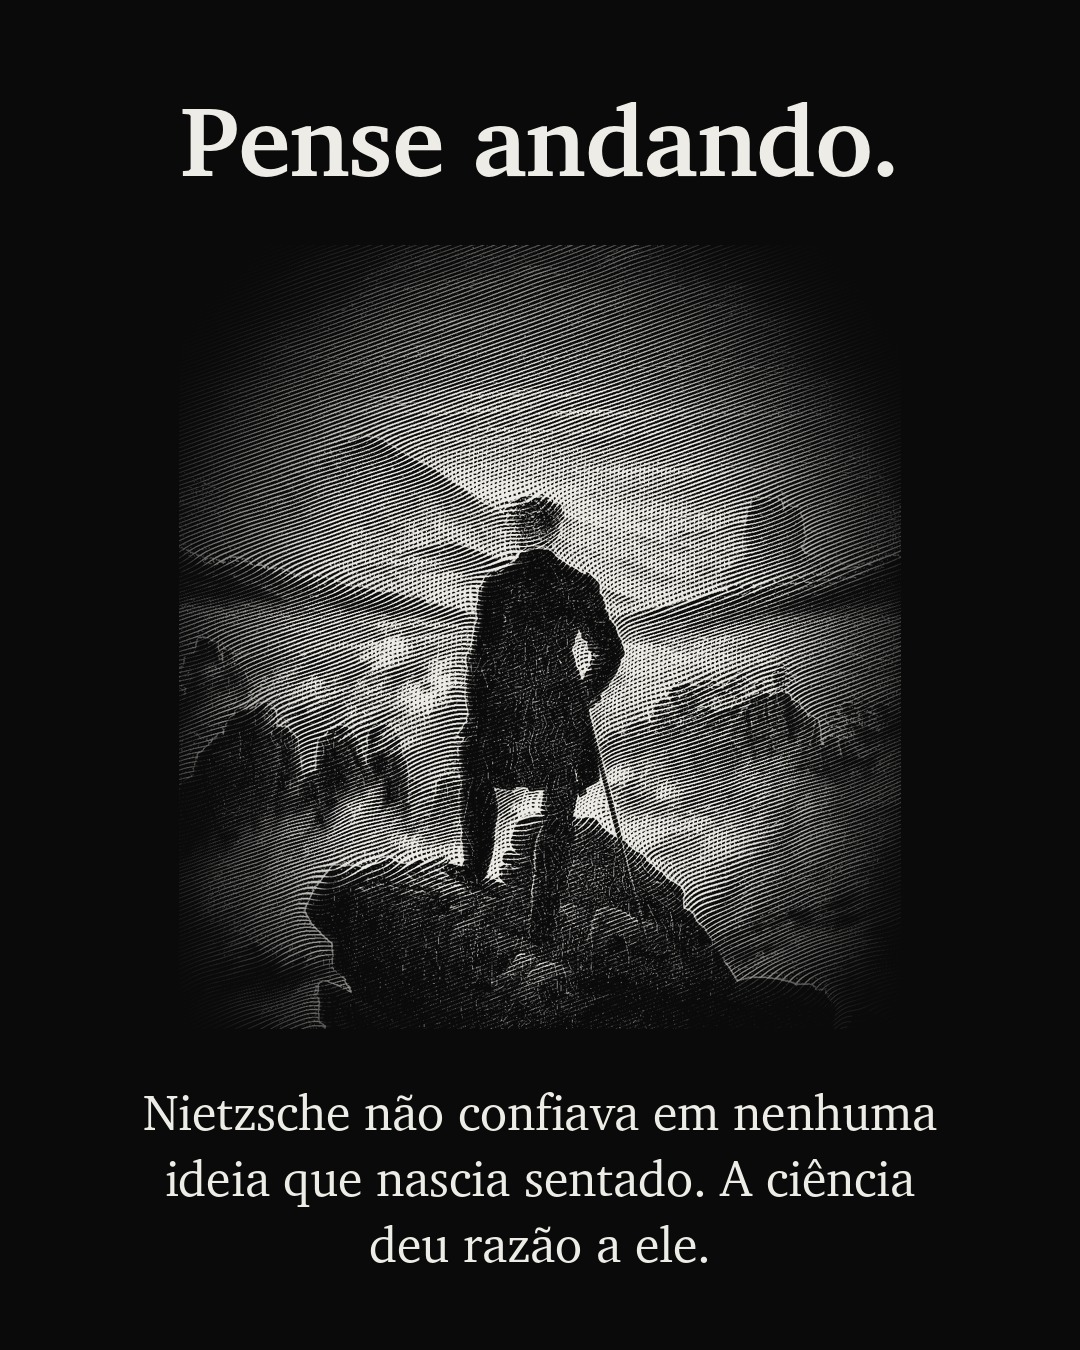 Pense andando.
Nietzsche não confiava em nenhuma
ideia que nascia sentado. A ciência
deu razão a ele.